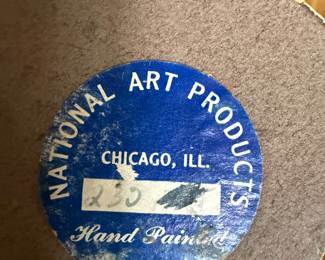 NATIONAL ART PRODUCTS
CHICAGO, ILL.
230
Hand Painted